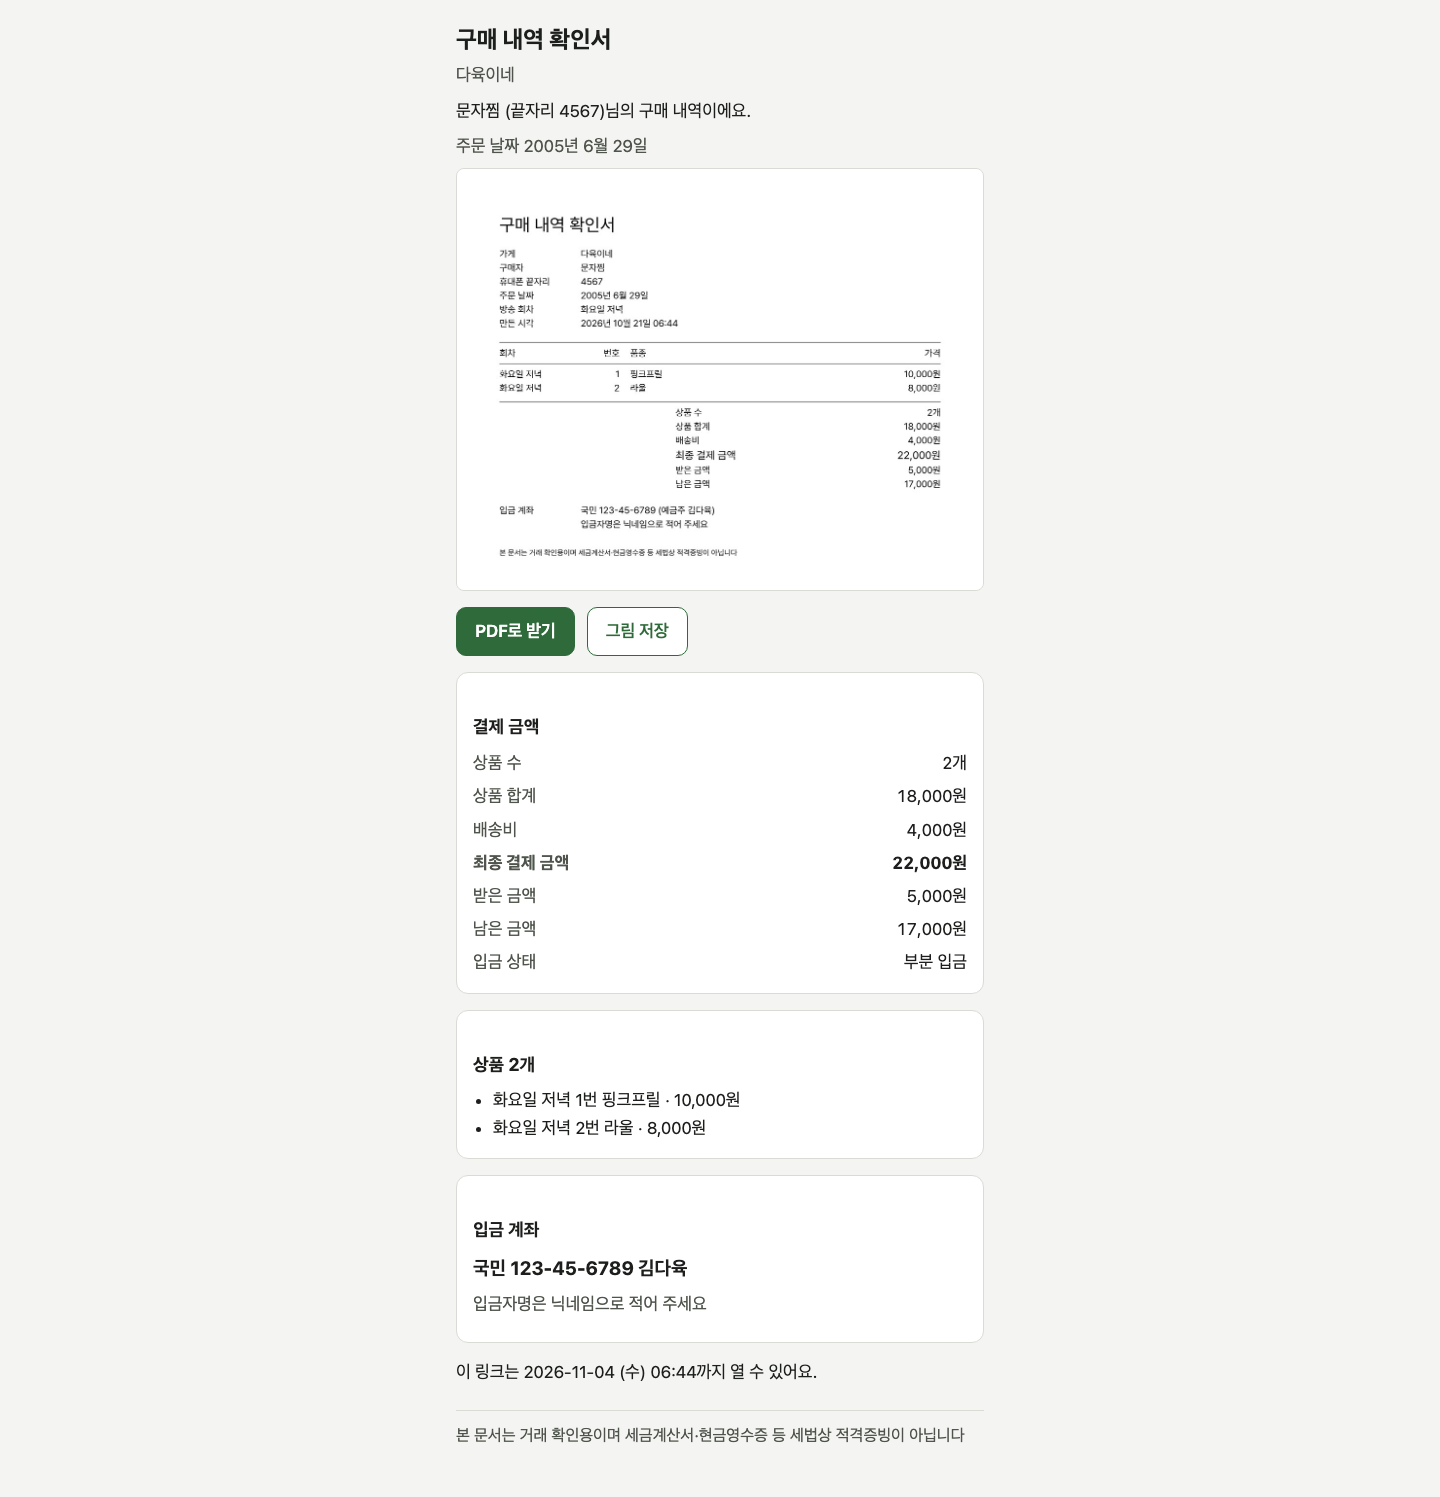 구매 내역 확인서
다육이네
문자찜 (끝자리 4567)님의 구매 내역이에요.
주문 날짜 2005년 6월 29일
구매 내역 확인서
가게 다육이네
구매자 문자찜
휴대폰 끝자리 4567
주문 날짜 2005년 6월 29일
방송 회차 화요일 저녁
만든 시각 2026년 10월 21일 06:44
회차 번호 품종 가격
화요일 저녁 1 핑크프릴 10,000원
화요일 저녁 2 라울 8,000원
상품 수 2개
상품 합계 18,000원
배송비 4,000원
최종 결제 금액 22,000원
받은 금액 5,000원
남은 금액 17,000원
입금 계좌 국민 123-45-6789 (예금주 김다육)
입금자명은 닉네임으로 적어 주세요
본 문서는 거래 확인용이며 세금계산서·현금영수증 등 세법상 적격증빙이 아닙니다
PDF로 받기 그림 저장
결제 금액
상품 수 2개
상품 합계 18,000원
배송비 4,000원
최종 결제 금액 22,000원
받은 금액 5,000원
남은 금액 17,000원
입금 상태 부분 입금
상품 2개
• 화요일 저녁 1번 핑크프릴 · 10,000원
• 화요일 저녁 2번 라울 · 8,000원
입금 계좌
국민 123-45-6789 김다육
입금자명은 닉네임으로 적어 주세요
이 링크는 2026-11-04 (수) 06:44까지 열 수 있어요.
본 문서는 거래 확인용이며 세금계산서·현금영수증 등 세법상 적격증빙이 아닙니다